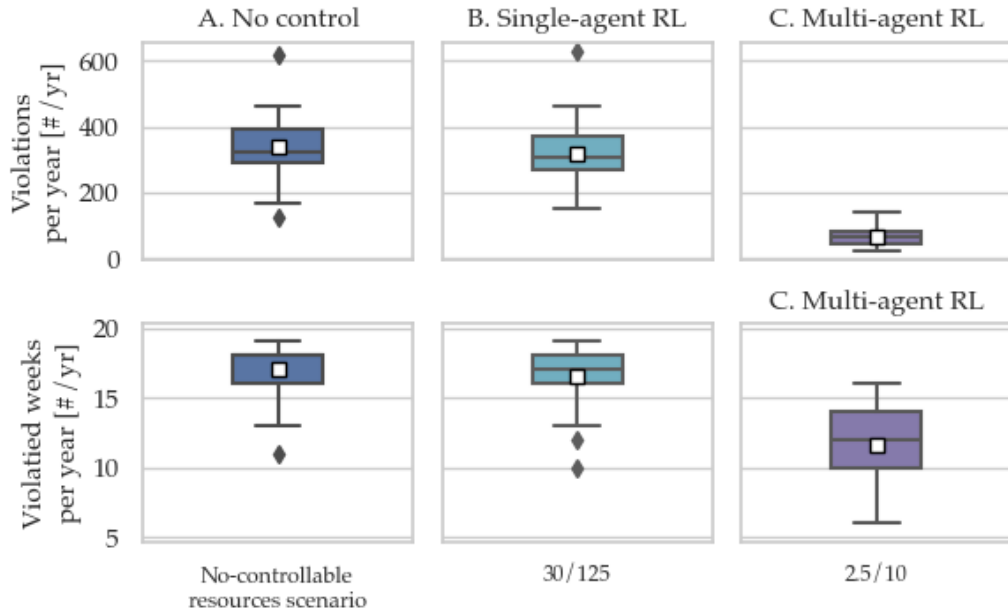 A. No control
B. Single-agent RL
C. Multi-agent RL
Violations
per year [# / yr]
600
400
200
0
C. Multi-agent RL
Violatied weeks
per year [# / yr]
20
15
10
5
No-controllable
resources scenario
30/125
2.5/10